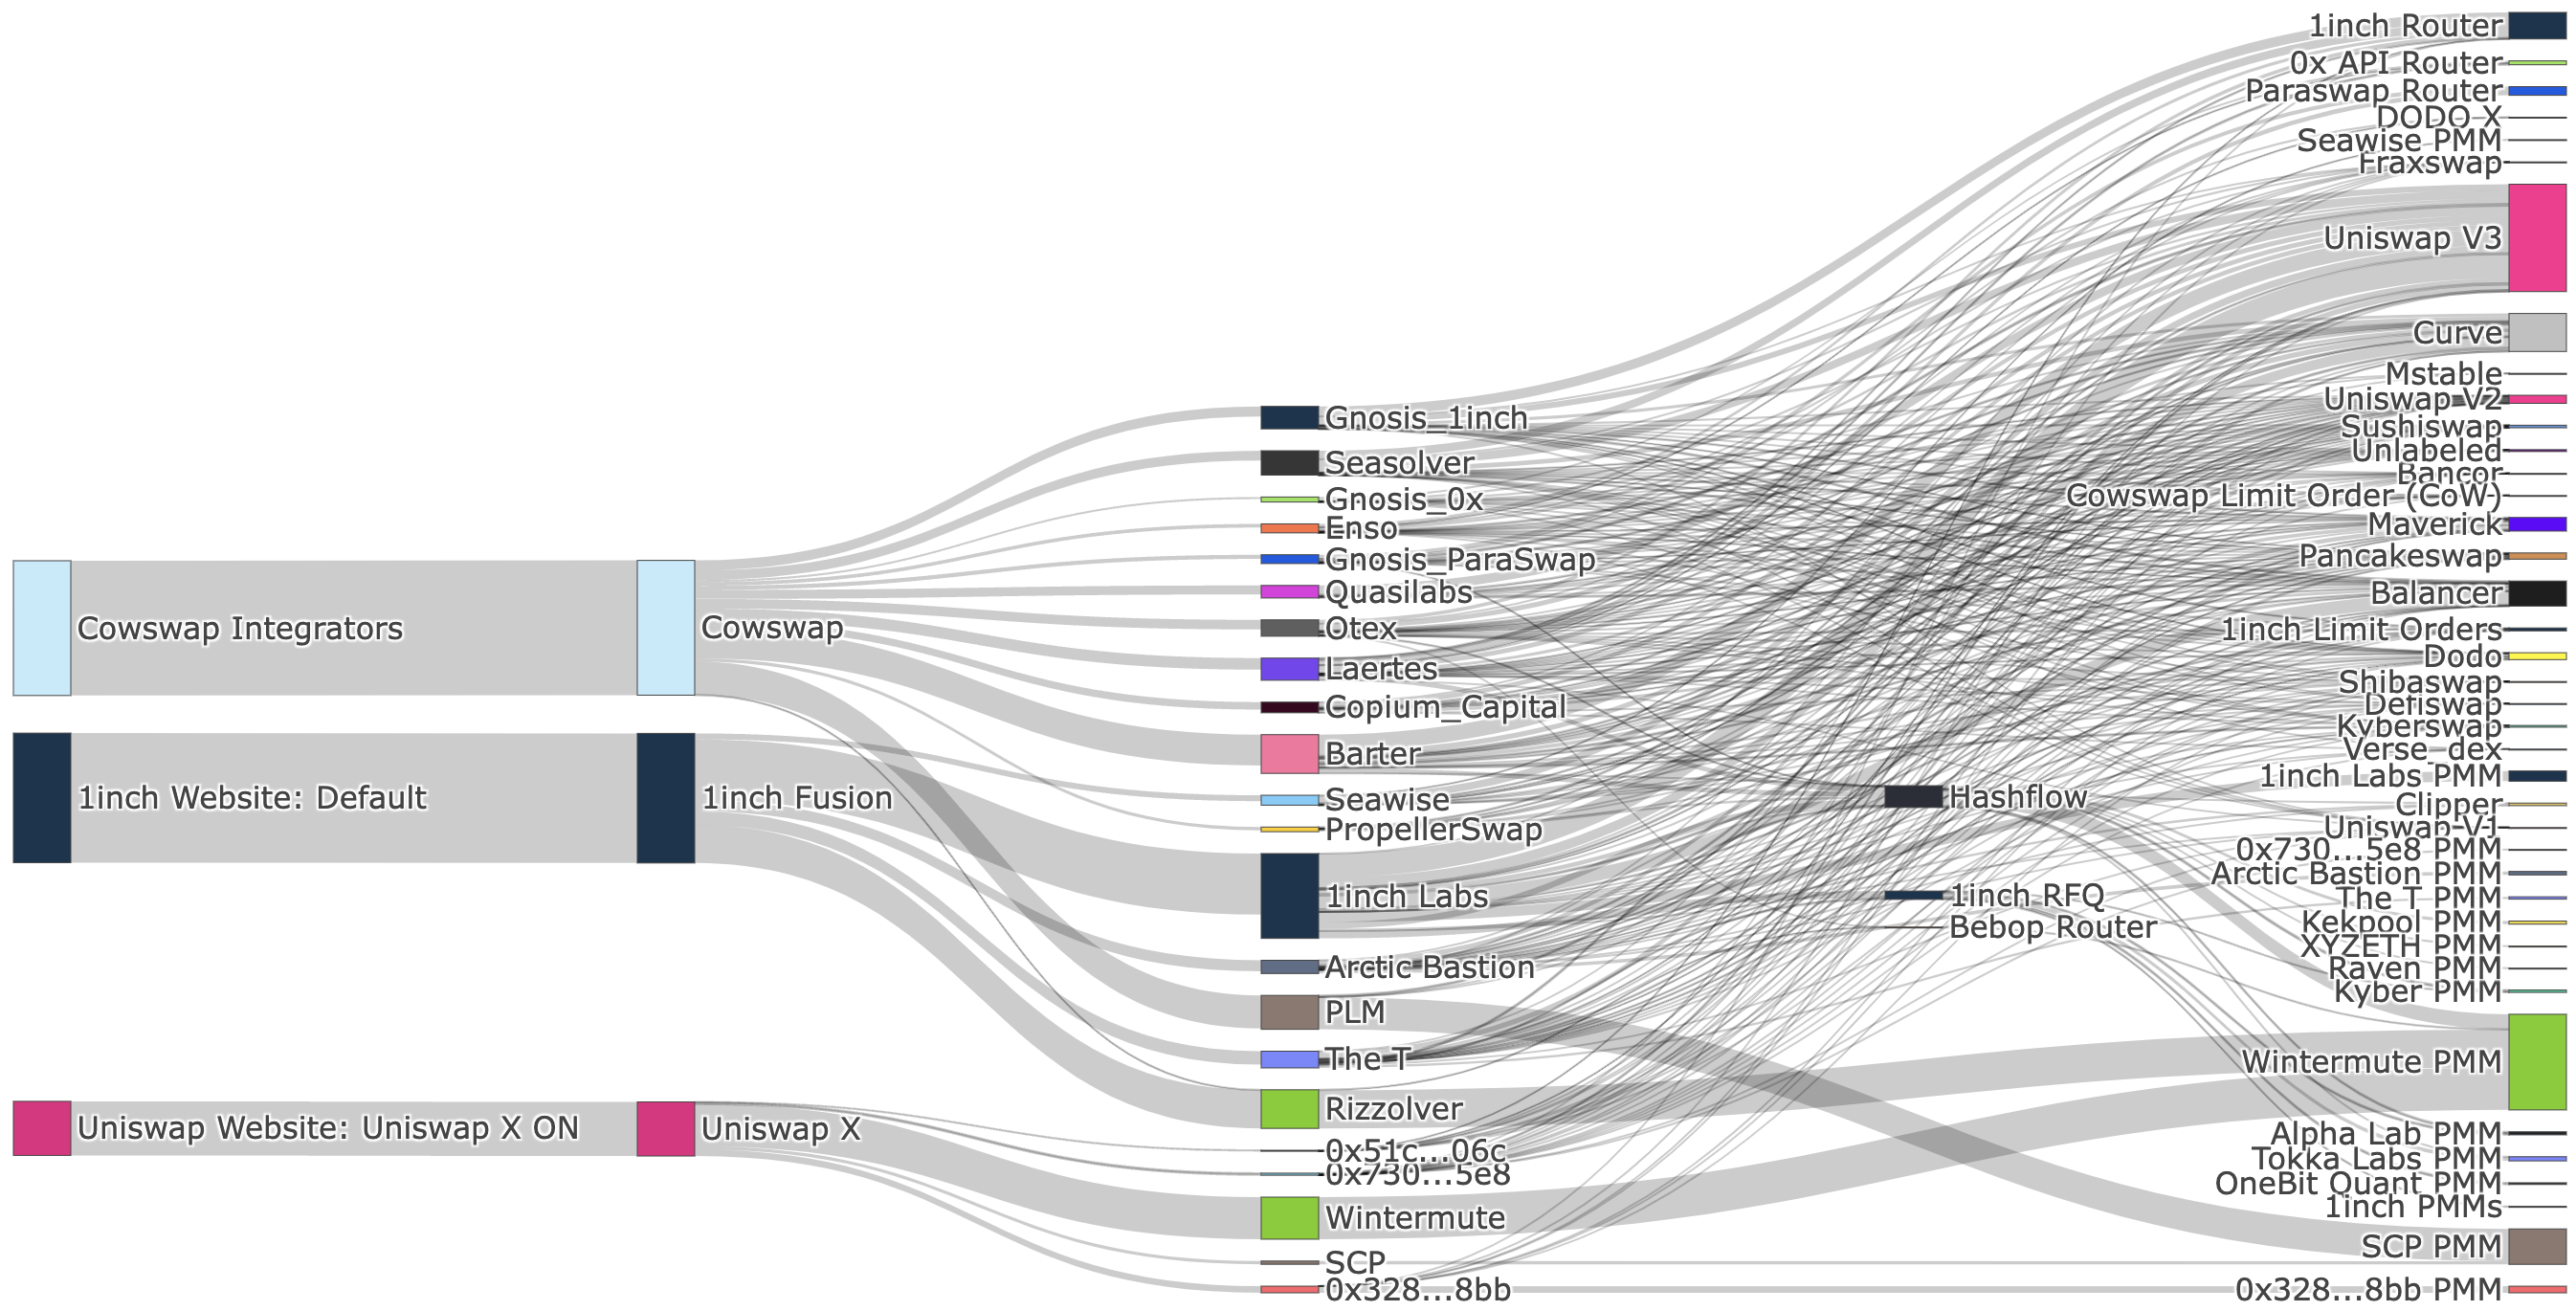 Cowswap Integrators
1inch Website: Default
Uniswap Website: Uniswap X ON
Cowswap
1inch Fusion
Uniswap X
Gnosis_1inch
Seasolver
Gnosis_0x
Enso
Gnosis_ParaSwap
Quasilabs
Otex
Laertes
Copium_Capital
Barter
Seawise
PropellerSwap
1inch Labs
Arctic Bastion
PLM
The T
Rizzolver
0x51c...06c
0x730...5e8
Wintermute
SCP
0x328...8bb
Hashflow
1inch RFQ
Bebop Router
1inch Router
0x API Router
Paraswap Router
DODO X
Seawise PMM
Fraxswap
Uniswap V3
Curve
Mstable
Uniswap V2
Sushiswap
Unlabeled
Bancor
Cowswap Limit Order (CoW)
Maverick
Pancakeswap
Balancer
1inch Limit Orders
Dodo
Shibaswap
Defiswap
Kyberswap
Verse_dex
1inch Labs PMM
Clipper
Uniswap V1
0x730...5e8 PMM
Arctic Bastion PMM
The T PMM
Kekpool PMM
XYZETH PMM
Raven PMM
Kyber PMM
Wintermute PMM
Alpha Lab PMM
Tokka Labs PMM
OneBit Quant PMM
1inch PMMs
SCP PMM
0x328...8bb PMM